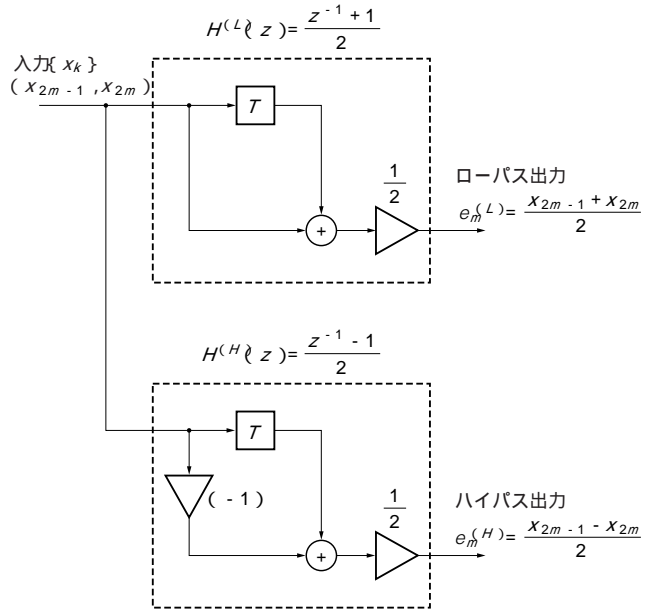 H^(L)(z) = (z^-1 + 1)/2
入力{x_k}
(x_2m-1, x_2m)
T
1/2
+
ローパス出力
e_m^(L) = (x_2m-1 + x_2m)/2
H^(H)(z) = (z^-1 - 1)/2
T
(-1)
1/2
+
ハイパス出力
e_m^(H) = (x_2m-1 - x_2m)/2